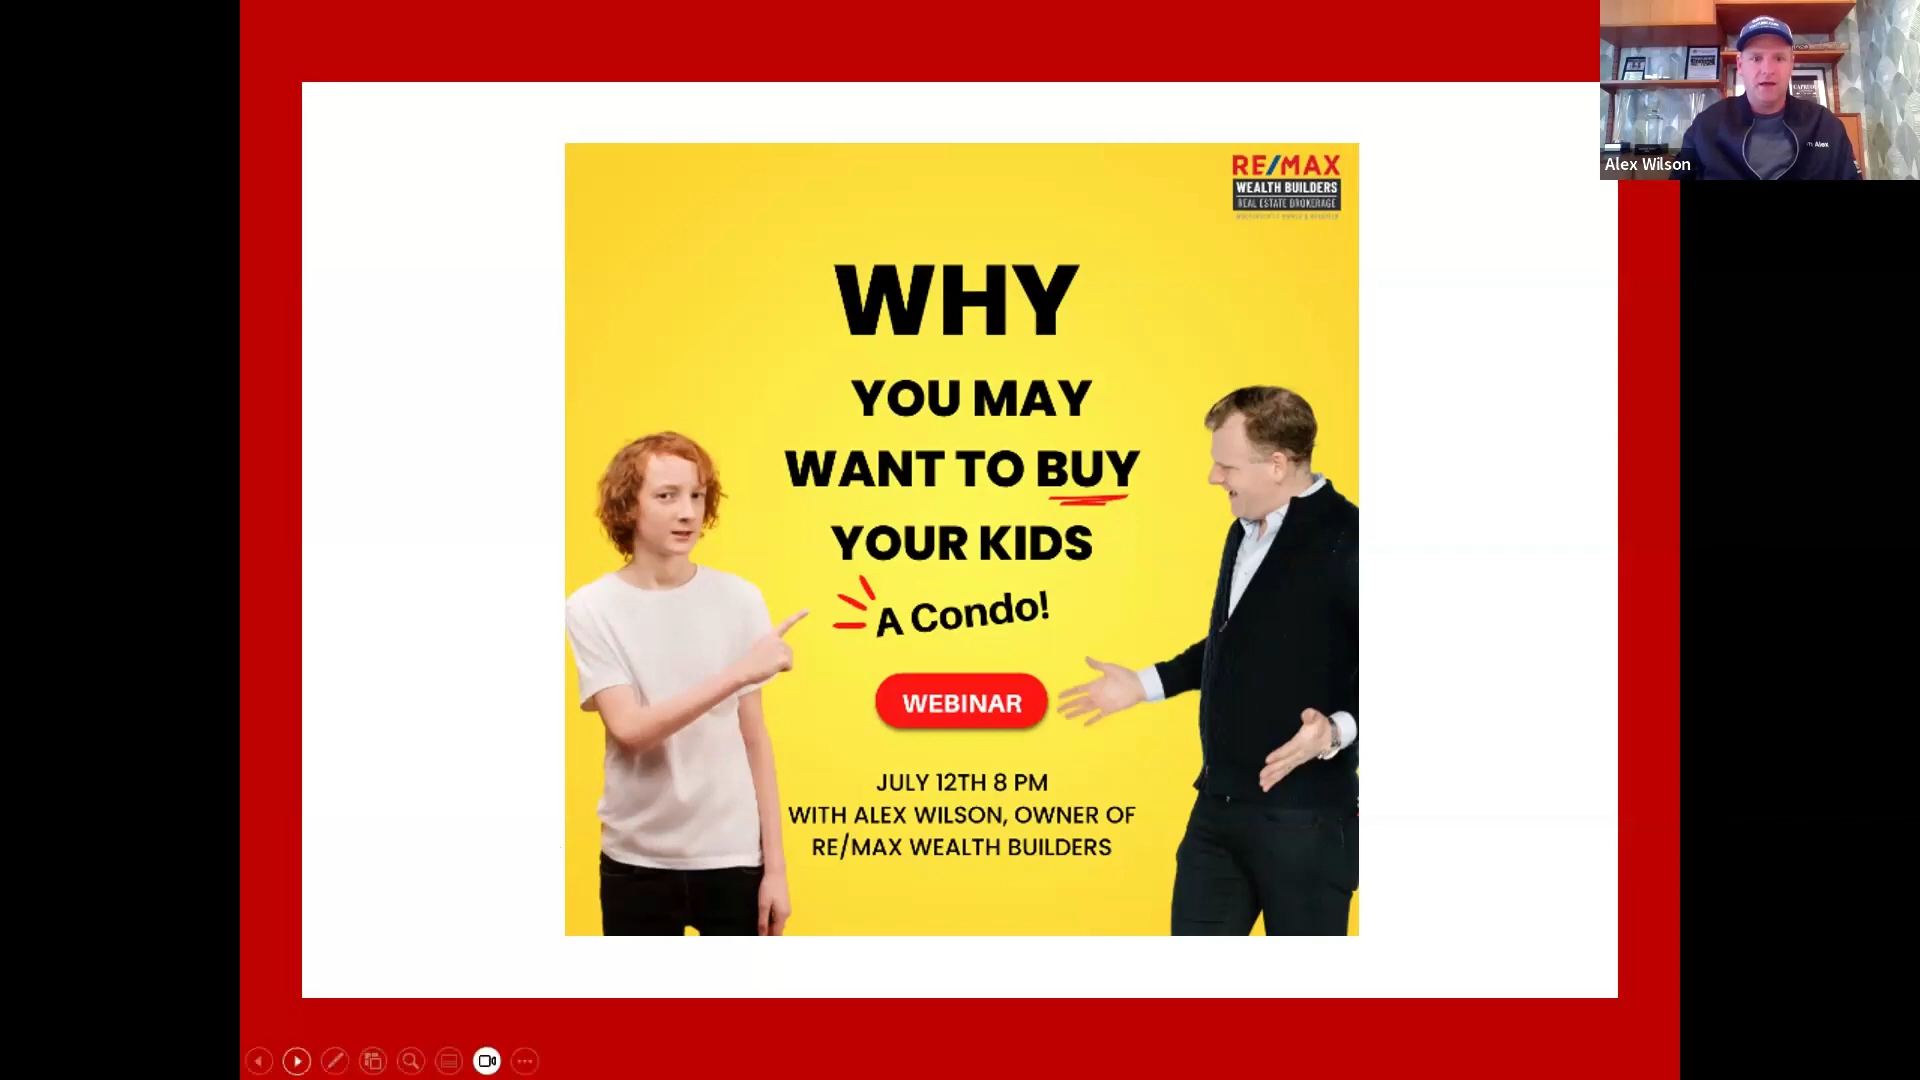 RE/MAX
WEALTH BUILDERS
REAL ESTATE BROKERAGE
WHY
YOU MAY
WANT TO BUY
YOUR KIDS
A Condo!
WEBINAR
JULY 12TH 8 PM
WITH ALEX WILSON, OWNER OF
RE/MAX WEALTH BUILDERS
Alex Wilson
Alex